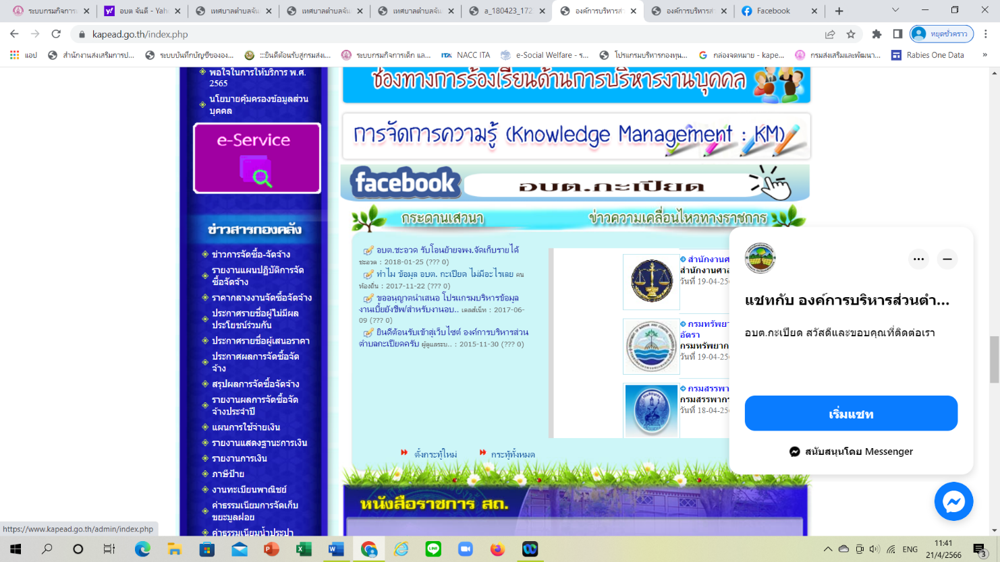 ระบบกรมกิจการเ
อบต จันดี - Yah
เทศบาลตำบลจัน
เทศบาลตำบลจัน
เทศบาลตำบลจัน
a_180423_172
องค์การบริหารส่ว
องค์การบริหารส่ว
Facebook
kapead.go.th/index.php
หยุดชั่วคราว
แอป
สำนักงานส่งเสริมการป...
ระบบบันทึกบัญชีขององ...
:::ยินดีต้อนรับสู่กรมส่งเ...
ระบบกรมกิจการเด็ก และ...
NACC ITA
e-Social Welfare - ร...
โปรแกรมบริหารกองทุน...
กล่องจดหมาย - kape...
กรมส่งเสริมและพัฒนา...
Rabies One Data
»
พอใจในการให้บริการ พ.ศ.
2565
นโยบายคุ้มครองข้อมูลส่วน
บุคคล
e-Service
ข่าวสารกองคลัง
ข่าวการจัดซื้อ-จัดจ้าง
รายงานแผนปฏิบัติการจัด
ซื้อจัดจ้าง
ราคากลางงานจัดซื้อจัดจ้าง
ประกาศรายชื่อผู้ไม่มีผล
ประโยชน์ร่วมกัน
ประกาศรายชื่อผู้เสนอราคา
ประกาศผลการจัดซื้อจัด
จ้าง
สรุปผลการจัดซื้อจัดจ้าง
รายงานผลการจัดซื้อจัด
จ้างประจำปี
แผนการใช้จ่ายเงิน
รายงานแสดงฐานะการเงิน
รายงานการเงิน
ภาษีป้าย
งานทะเบียนพาณิชย์
ค่าธรรมเนียมการจัดเก็บ
ขยะมูลฝอย
ค่าธรรมเนียมน้ำประปา
ช่องทางการร้องเรียนด้านการบริหารงานบุคคล
การจัดการความรู้ (Knowledge Management : KM)
facebook อบต.กะเปียด
กระดานเสวนา
ข่าวความเคลื่อนไหวทางราชการ
อบต.ชะอวด รับโอนย้ายจพง.จัดเก็บรายได้
ชะอวด : 2018-01-25 (??? 0)
ทำไม ข้อมูล อบต. กะเปียด ไม่มีอะไรเลย คน
ท้องถิ่น : 2017-11-22 (??? 0)
ขออนุญาตนำเสนอ โปรแกรมบริหารข้อมูล
งานเบี้ยยังชีพ/สำหรับงานอบ.. เดลส์เน็ท : 2017-06-
09 (??? 0)
ยินดีต้อนรับเข้าสู่เว็บไซต์ องค์การบริหารส่วน
ตำบลกะเปียดครับ ผู้ดูแลระบ.. : 2015-11-30 (??? 0)
สำนักงานศ
สำนักงานศาล
วันที่ 19-04-25
กรมทรัพยา
อัตรา
กรมทรัพยาก
วันที่ 19-04-25
กรมสรรพา
กรมสรรพากร
วันที่ 18-04-25
ตั้งกระทู้ใหม่
กระทู้ทั้งหมด
หนังสือราชการ สถ.
แชทกับ องค์การบริหารส่วนตำ...
อบต.กะเปียด สวัสดีและขอบคุณที่ติดต่อเรา
เริ่มแชท
สนับสนุนโดย Messenger
https://www.kapead.go.th/admin/index.php
ENG
11:41
21/4/2566
3